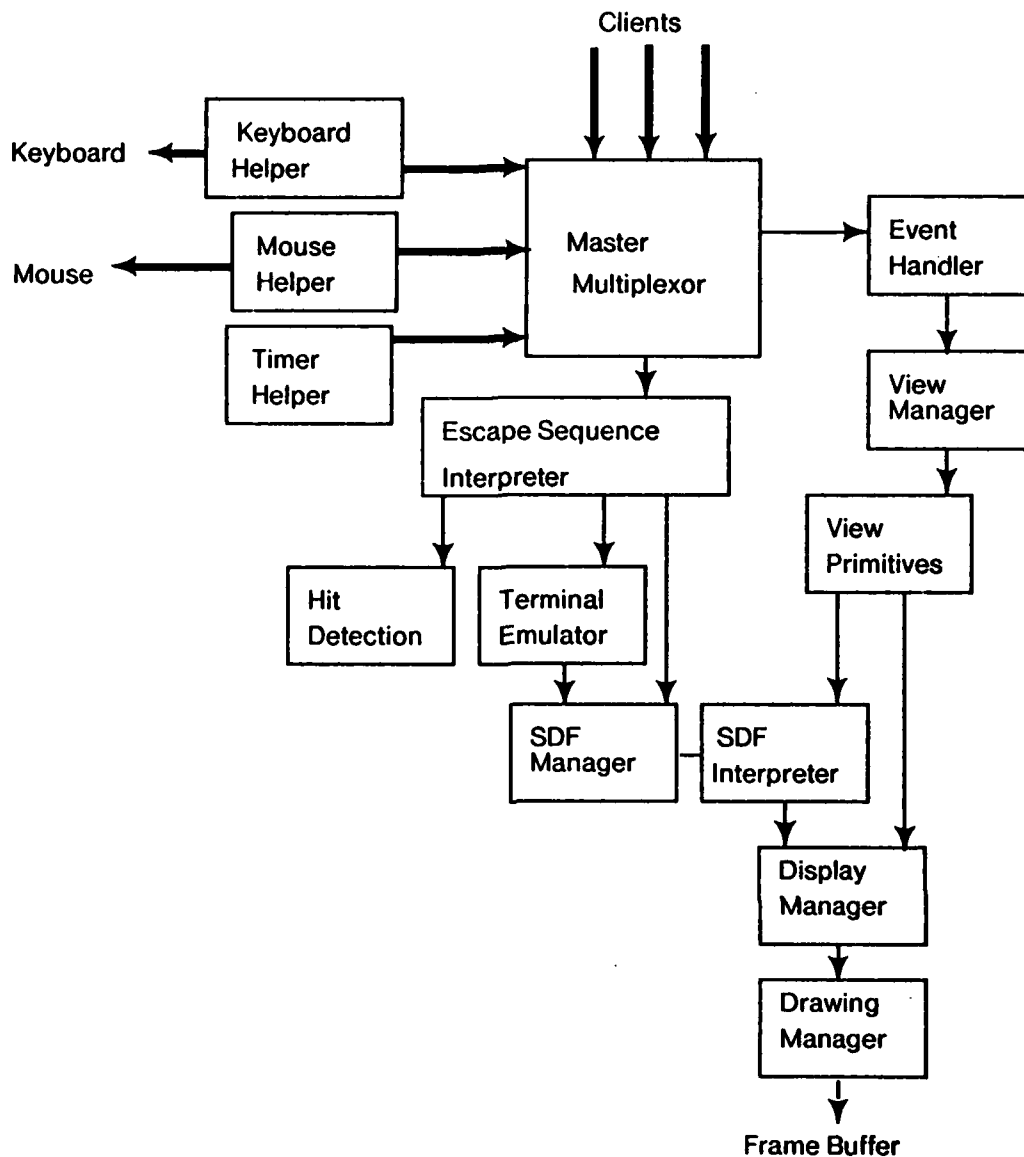 Clients
Keyboard
Keyboard
Helper
Mouse
Mouse
Helper
Timer
Helper
Master
Multiplexor
Event
Handler
View
Manager
Escape Sequence
Interpreter
View
Primitives
Hit
Detection
Terminal
Emulator
SDF
Manager
SDF
Interpreter
Display
Manager
Drawing
Manager
Frame Buffer